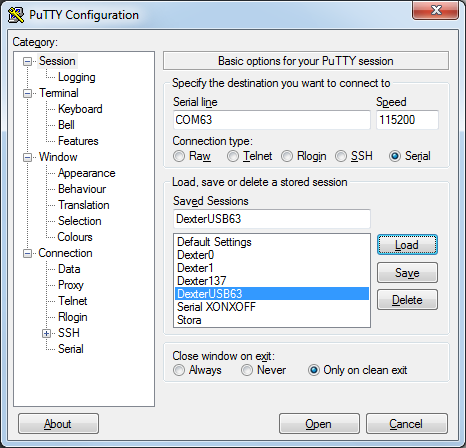 PuTTY Configuration
Category:
Session
Logging
Terminal
Keyboard
Bell
Features
Window
Appearance
Behaviour
Translation
Selection
Colours
Connection
Data
Proxy
Telnet
Rlogin
SSH
Serial
Basic options for your PuTTY session
Specify the destination you want to connect to
Serial line Speed
COM63 115200
Connection type:
Raw Telnet Rlogin SSH Serial
Load, save or delete a stored session
Saved Sessions
DexterUSB63
Default Settings
Dexter0
Dexter1
Dexter137
DexterUSB63
Serial XONXOFF
Stora
Load
Save
Delete
Close window on exit:
Always Never Only on clean exit
About Open Cancel